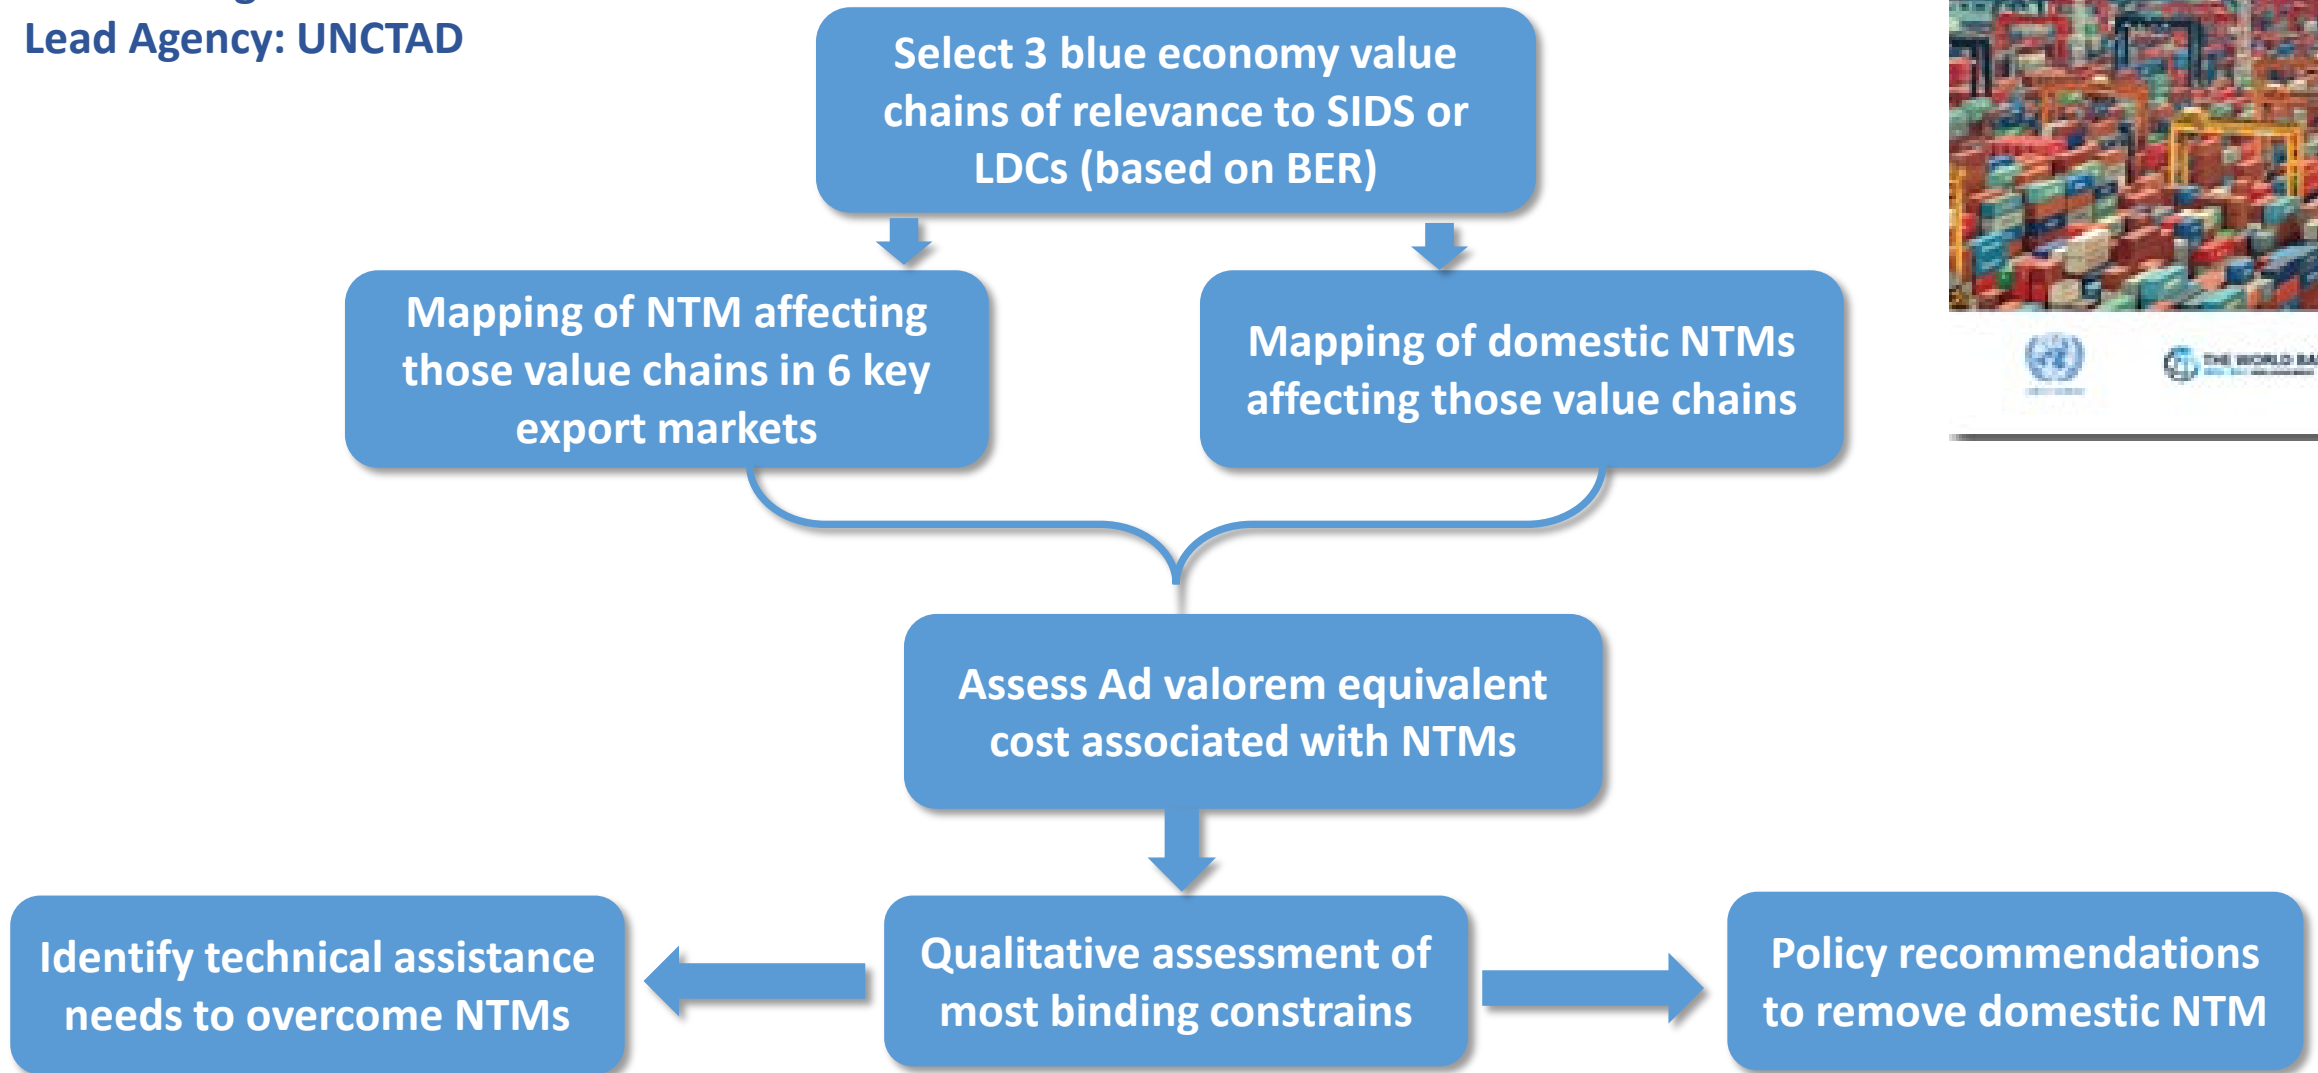 Lead Agency: UNCTAD
Select 3 blue economy value
chains of relevance to SIDS or
LDCs (based on BER)
Mapping of NTM affecting
those value chains in 6 key
export markets
Mapping of domestic NTMs
affecting those value chains
THE WORLD BA
Assess Ad valorem equivalent
cost associated with NTMs
Identify technical assistance
needs to overcome NTMs
Qualitative assessment of
most binding constrains
Policy recommendations
to remove domestic NTM